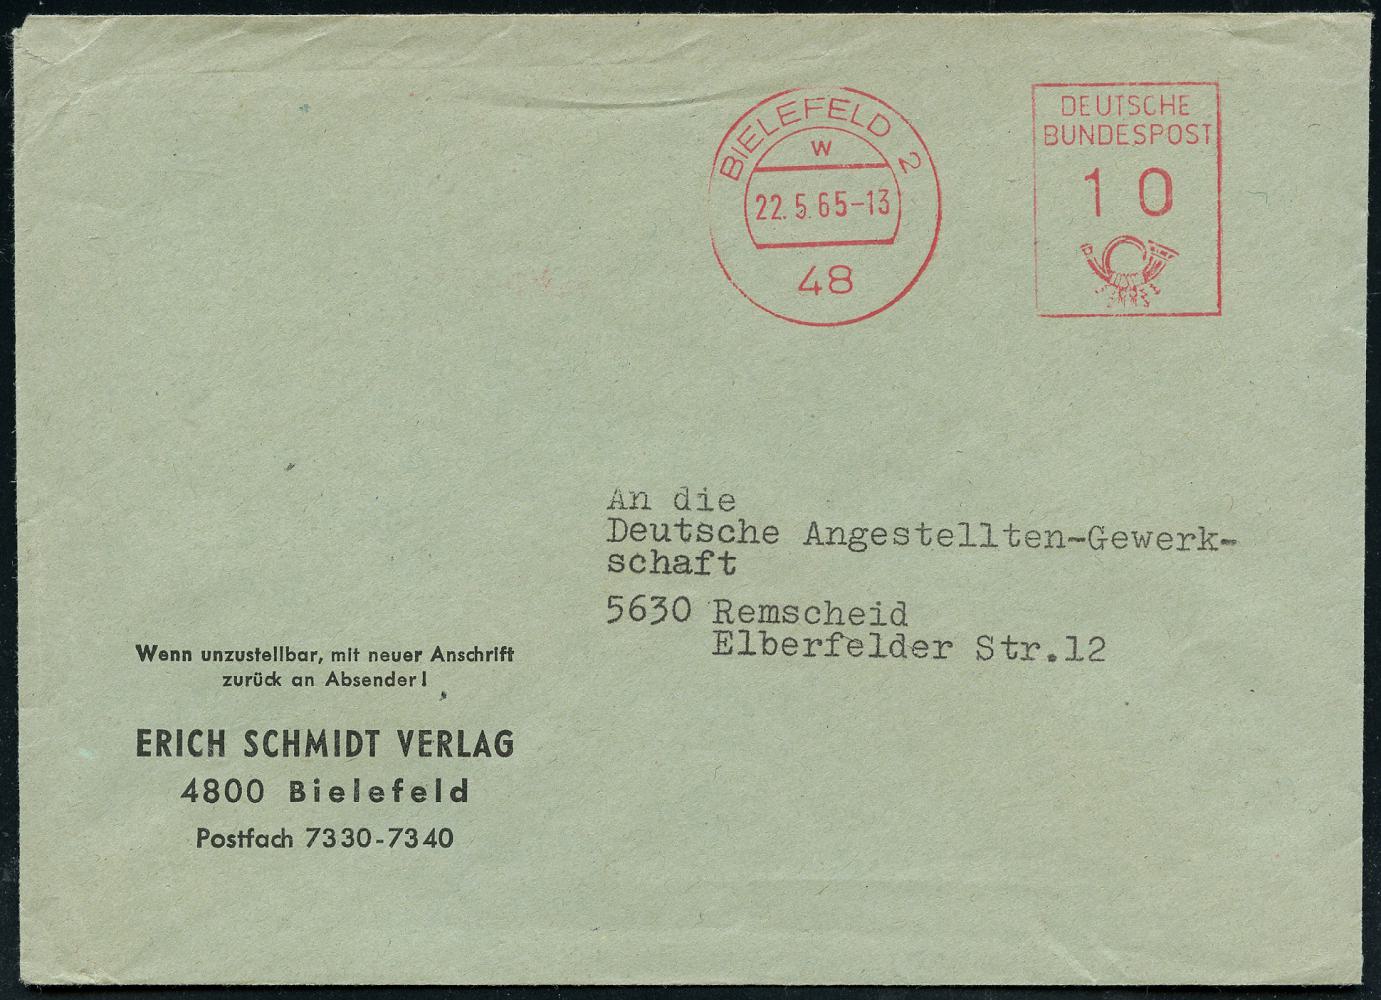 BIELEFELD 2
w
22.5.65-13
48
DEUTSCHE
BUNDESPOST
10
An die
Deutsche Angestellten-Gewerk-
schaft
5630 Remscheid
Elberfelder Str.12
Wenn unzustellbar, mit neuer Anschrift
zurück an Absender!
ERICH SCHMIDT VERLAG
4800 Bielefeld
Postfach 7330-7340